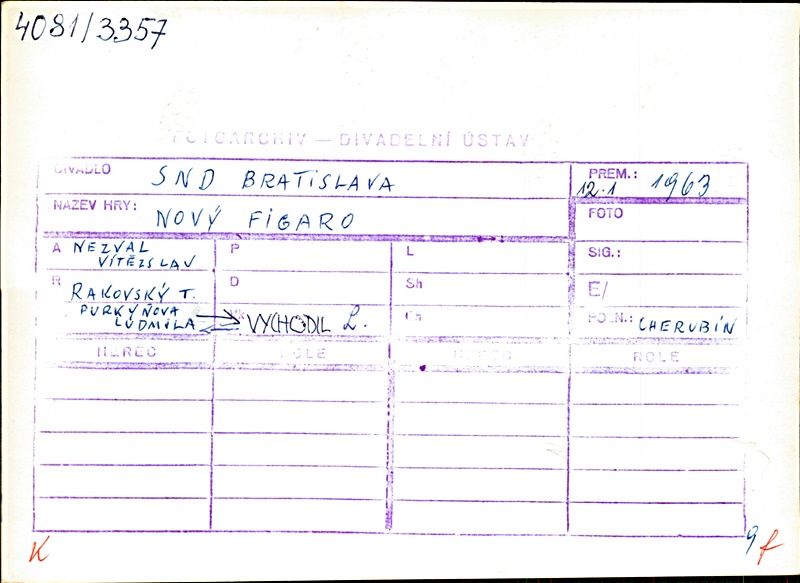 4081/3357
FOTOARCHIV — DIVADELNÍ ÚSTAV
DIVADLO SND BRATISLAVA
PREM.: 12.1 1963
NÁZEV HRY: NOVÝ FIGARO
FOTO
A NEZVAL VÍTĚZSLAV
P
L
SIG.:
R RAKOVSKÝ T.
D
Sh
E/
PURKYŇOVA LUDMILA
VYCHODIL L.
Ch
POZN.: CHERUBÍN
HEREC ROLE HEREC ROLE
K
9 f